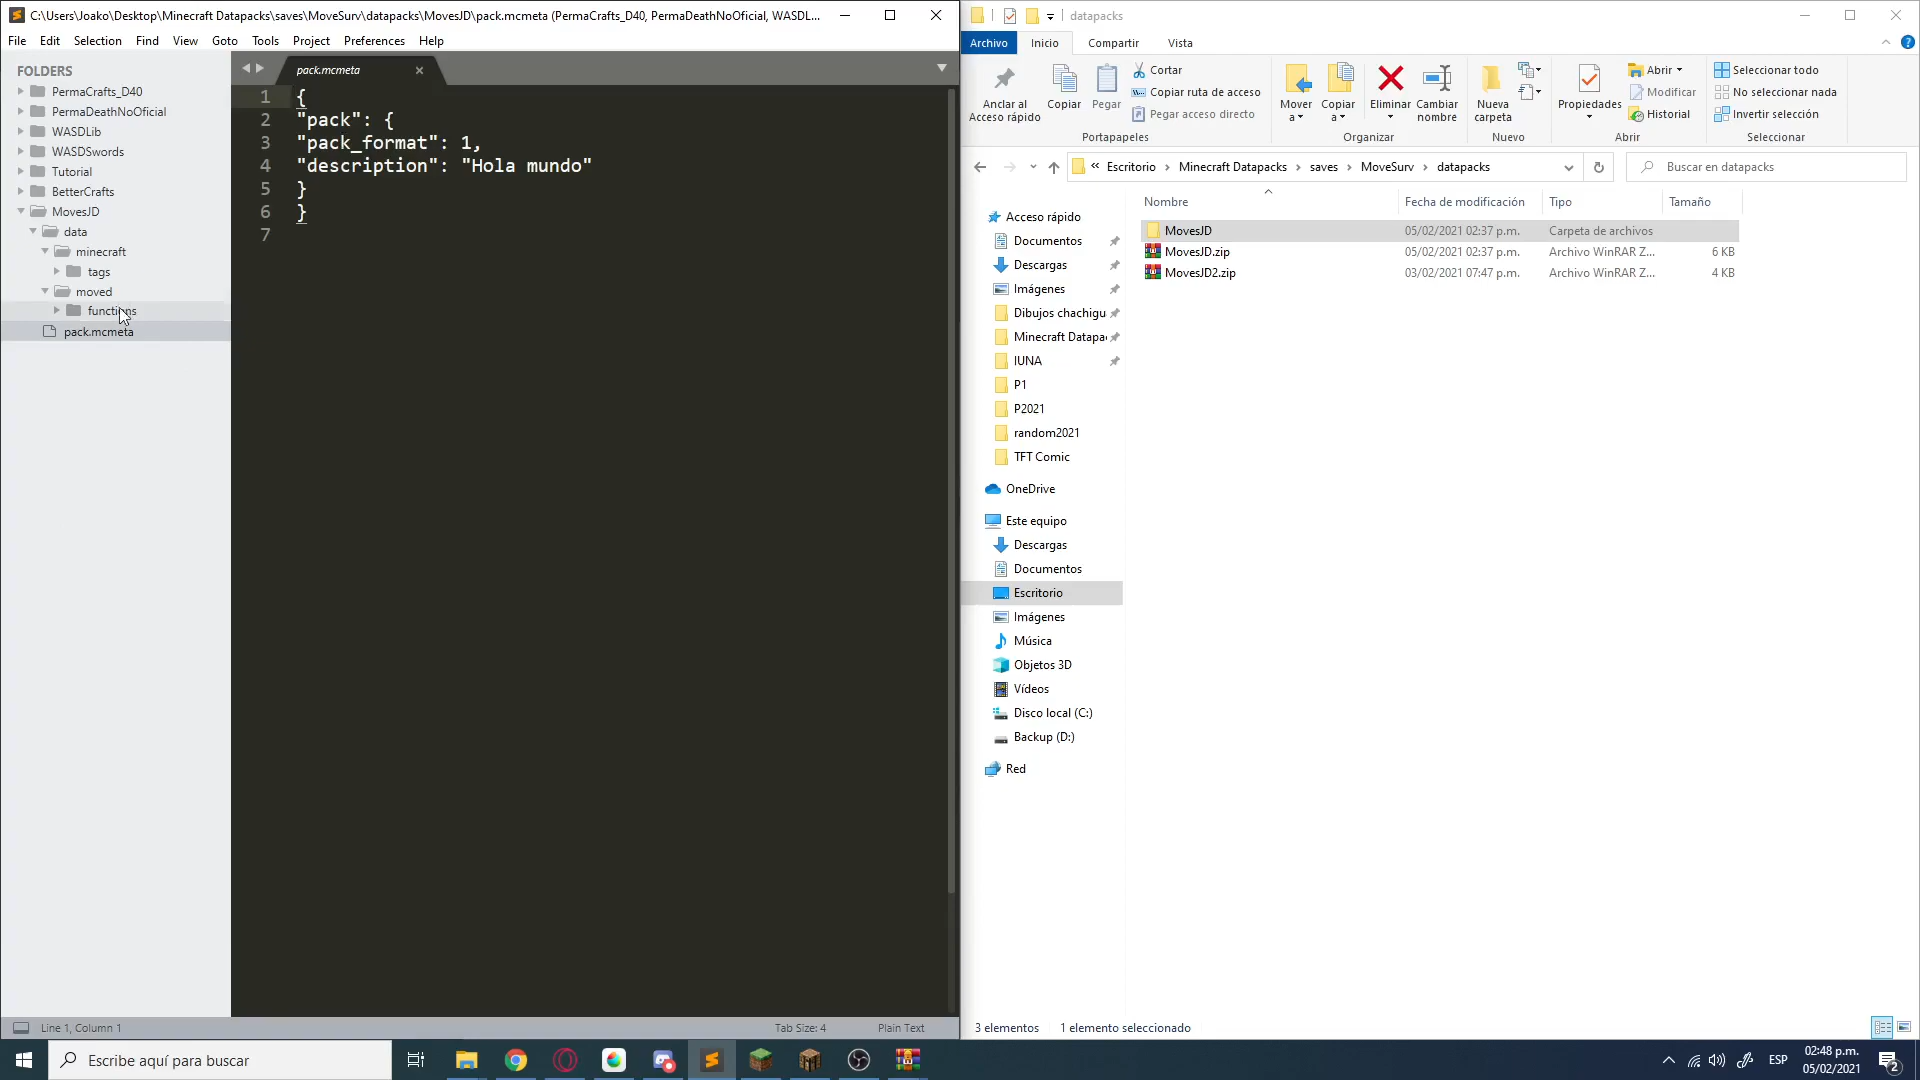 C:\Users\Joako\Desktop\Minecraft Datapacks\saves\MoveSurv\datapacks\MovesJD\pack.mcmeta (PermaCrafts_D40, PermaDeathNoOficial, WASDL...
File Edit Selection Find View Goto Tools Project Preferences Help
FOLDERS
PermaCrafts_D40
PermaDeathNoOficial
WASDLib
WASDSwords
Tutorial
BetterCrafts
MovesJD
data
minecraft
tags
moved
functions
pack.mcmeta
pack.mcmeta
1 {
2 "pack": {
3 "pack_format": 1,
4 "description": "Hola mundo"
5 }
6 }
7
Line 1, Column 1
Tab Size: 4
Plain Text
datapacks
Archivo Inicio Compartir Vista
Anclar al Acceso rápido
Copiar
Pegar
Cortar
Copiar ruta de acceso
Pegar acceso directo
Portapapeles
Mover a
Copiar a
Eliminar
Cambiar nombre
Organizar
Nueva carpeta
Nuevo
Propiedades
Abrir
Modificar
Historial
Abrir
Seleccionar todo
No seleccionar nada
Invertir selección
Seleccionar
« Escritorio › Minecraft Datapacks › saves › MoveSurv › datapacks
Buscar en datapacks
Nombre Fecha de modificación Tipo Tamaño
MovesJD 05/02/2021 02:37 p.m. Carpeta de archivos
MovesJD.zip 05/02/2021 02:37 p.m. Archivo WinRAR Z... 6 KB
MovesJD2.zip 03/02/2021 07:47 p.m. Archivo WinRAR Z... 4 KB
Acceso rápido
Documentos
Descargas
Imágenes
Dibujos chachigu
Minecraft Datapa
IUNA
P1
P2021
random2021
TFT Comic
OneDrive
Este equipo
Descargas
Documentos
Escritorio
Imágenes
Música
Objetos 3D
Vídeos
Disco local (C:)
Backup (D:)
Red
3 elementos 1 elemento seleccionado
Escribe aquí para buscar
ESP
02:48 p.m.
05/02/2021
2